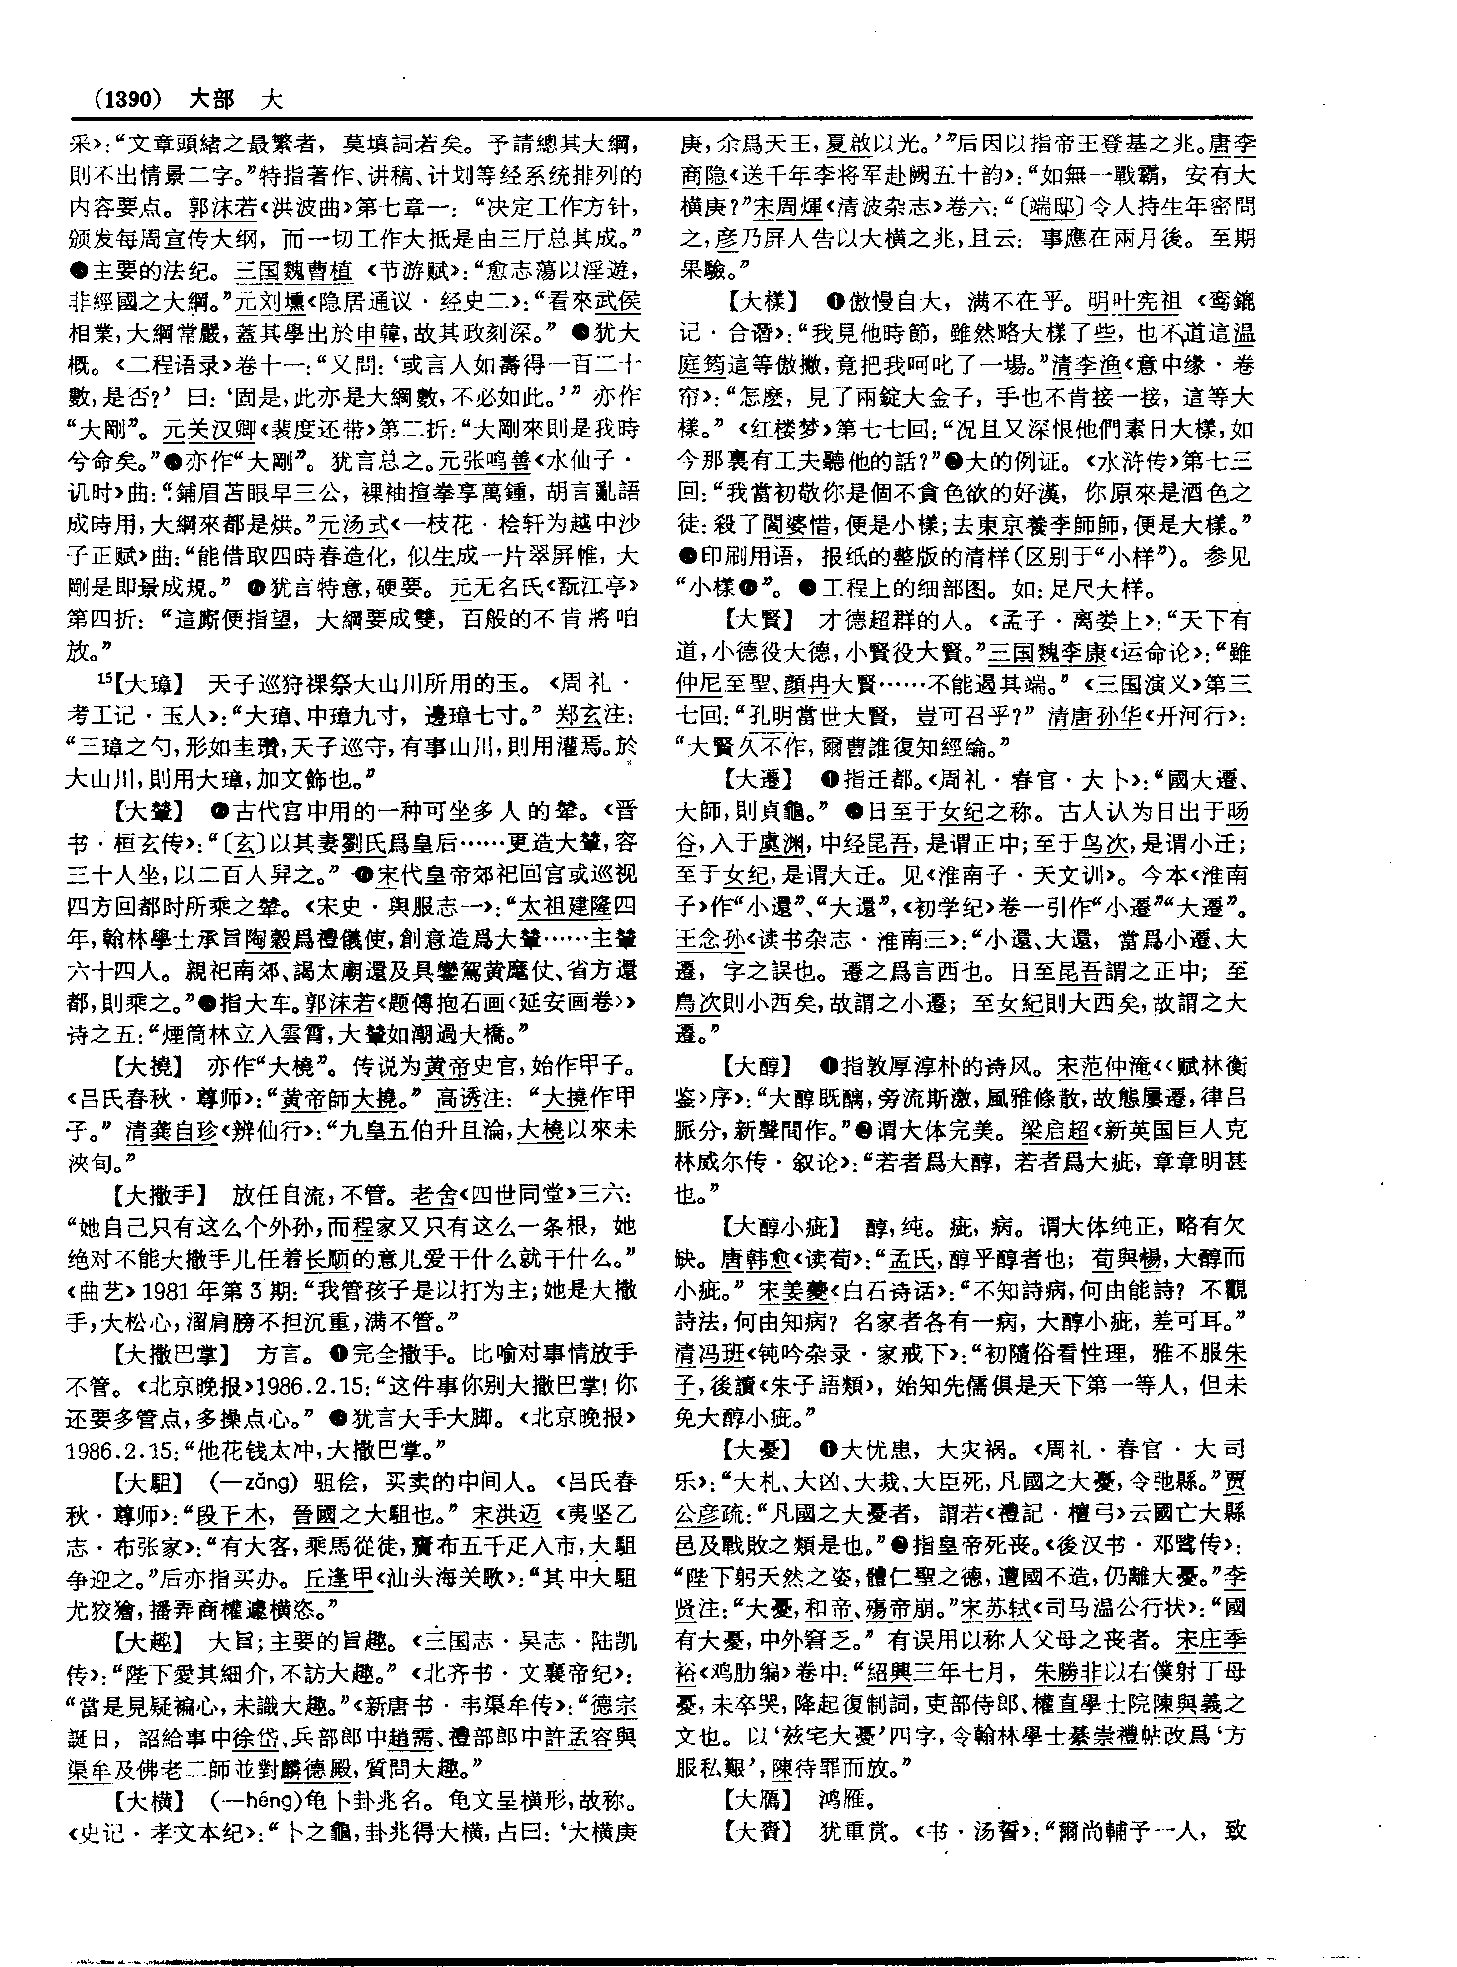 (1390) 大部 大
采》：“文章頭緒之最繁者，莫填詞若矣。予請總其大綱，
則不出情景二字。”特指著作、讲稿、计划等经系统排列的
内容要点。郭沫若《洪波曲》第七章一：“决定工作方针，
颁发每周宣传大纲，而一切工作大抵是由三厅总其成。”
●主要的法纪。三国魏曹植《节游赋》：“愈志蕩以淫遊，
非經國之大綱。”元刘壎《隐居通议·经史二》：“看來武侯
相業，大綱常嚴，蓋其學出於申韓，故其政刻深。”●犹大
概。《二程语录》卷十一：“又問：‘或言人如壽得一百二十
數，是否？’曰：‘固是，此亦是大綱數，不必如此。’”亦作
“大剛”。元关汉卿《裴度还带》第二折：“大剛來則是我時
兮命矣。”●亦作“大剛”。犹言总之。元张鸣善《水仙子·
讥时》曲：“鋪眉苫眼早三公，裸袖揎拳享萬鍾，胡言亂語
成時用，大綱來都是烘。”元汤式《一枝花·桧轩为越中沙
子正赋》曲：“能借取四時春造化，似生成一片翠屏帷，大
剛是即景成規。”●犹言特意，硬要。元无名氏《翫江亭》
第四折：“這廝便指望，大綱要成雙，百般的不肯將咱
放。”
15【大璋】 天子巡狩祼祭大山川所用的玉。《周礼·
考工记·玉人》：“大璋、中璋九寸，邊璋七寸。”郑玄注：
“三璋之勺，形如圭瓚，天子巡守，有事山川，則用灌焉。於
大山川，則用大璋，加文飾也。”
【大輦】 ●古代宫中用的一种可坐多人的辇。《晋
书·桓玄传》：“〔玄〕以其妻劉氏爲皇后……更造大輦，容
三十人坐，以二百人舁之。”●宋代皇帝郊祀回宫或巡视
四方回都时所乘之辇。《宋史·舆服志一》：“太祖建隆四
年，翰林學士承旨陶穀爲禮儀使，創意造爲大輦……主輦
六十四人。親祀南郊、謁太廟還及具鑾駕黄麾仗、省方還
都，則乘之。”●指大车。郭沫若《题傅抱石画〈延安画卷〉》
诗之五：“煙筒林立入雲霄，大輦如潮過大橋。”
【大撓】 亦作“大橈”。传说为黄帝史官，始作甲子。
《吕氏春秋·尊师》：“黄帝師大撓。”高诱注：“大撓作甲
子。”清龚自珍《辨仙行》：“九皇五伯升且淪，大橈以來未
浹旬。”
【大撒手】 放任自流，不管。老舍《四世同堂》三六：
“她自己只有这么个外孙，而程家又只有这么一条根，她
绝对不能大撒手儿任着长顺的意儿爱干什么就干什么。”
《曲艺》1981年第3期：“我管孩子是以打为主；她是大撒
手，大松心，溜肩膀不担沉重，满不管。”
【大撒巴掌】 方言。❶完全撒手。比喻对事情放手
不管。《北京晚报》1986.2.15：“这件事你别大撒巴掌！你
还要多管点，多操点心。”●犹言大手大脚。《北京晚报》
1986.2.15：“他花钱太冲，大撒巴掌。”
【大駔】 （—zǎng）驵侩，买卖的中间人。《吕氏春
秋·尊师》：“段干木，晉國之大駔也。”宋洪迈《夷坚乙
志·布张家》：“有大客，乘馬從徒，齎布五千疋入市，大駔
争迎之。”后亦指买办。丘逢甲《汕头海关歌》：“其中大駔
尤狡獪，播弄商權遽橫恣。”
【大趣】 大旨；主要的旨趣。《三国志·吴志·陆凯
传》：“陛下愛其細介，不訪大趣。”《北齐书·文襄帝纪》：
“當是見疑褊心，未識大趣。”《新唐书·韦渠牟传》：“德宗
誕日，詔給事中徐岱、兵部郎中趙需、禮部郎中許孟容與
渠牟及佛老二師並對麟德殿，質問大趣。”
【大横】 （—héng）龟卜卦兆名。龟文呈横形，故称。
《史记·孝文本纪》：“卜之龜，卦兆得大横，占曰：‘大横庚
庚，余爲天王，夏啟以光。’”后因以指帝王登基之兆。唐李
商隐《送千年李将军赴阙五十韵》：“如無一戰霸，安有大
横庚？”宋周煇《清波杂志》卷六：“〔端邸〕令人持生年密問
之，彦乃屏人告以大横之兆，且云：事應在兩月後。至期
果驗。”
【大樣】 ❶傲慢自大，满不在乎。明叶宪祖《鸾鎞
记·合谮》：“我見他時節，雖然略大樣了些，也不道這温
庭筠這等傲撇，竟把我呵叱了一場。”清李渔《意中缘·卷
帘》：“怎麽，見了兩錠大金子，手也不肯接一接，這等大
樣。”《红楼梦》第七七回：“况且又深恨他們素日大樣，如
今那裏有工夫聽他的話？”❷大的例证。《水浒传》第七三
回：“我當初敬你是個不貪色欲的好漢，你原來是酒色之
徒：殺了閻婆惜，便是小樣；去東京養李師師，便是大樣。”
●印刷用语，报纸的整版的清样（区别于“小样”）。参见
“小樣●”。●工程上的细部图。如：足尺大样。
【大賢】 才德超群的人。《孟子·离娄上》：“天下有
道，小德役大德，小賢役大賢。”三国魏李康《运命论》：“雖
仲尼至聖、顔冉大賢……不能遏其端。”《三国演义》第三
七回：“孔明當世大賢，豈可召乎？”清唐孙华《开河行》：
“大賢久不作，爾曹誰復知經綸。”
【大遷】 ❶指迁都。《周礼·春官·大卜》：“國大遷、
大師，則貞龜。”●日至于女纪之称。古人认为日出于旸
谷，入于虞渊，中经昆吾，是谓正中；至于鸟次，是谓小迁；
至于女纪，是谓大迁。见《淮南子·天文训》。今本《淮南
子》作“小還”、“大還”，《初学纪》卷一引作“小遷”“大遷”。
王念孙《读书杂志·淮南三》：“小還、大還，當爲小遷、大
遷，字之誤也。遷之爲言西也。日至昆吾謂之正中；至
鳥次則小西矣，故謂之小遷；至女紀則大西矣，故謂之大
遷。”
【大醇】 ❶指敦厚淳朴的诗风。宋范仲淹《〈赋林衡
鉴〉序》：“大醇既醨，旁流斯激，風雅條散，故態屢遷，律吕
脈分，新聲間作。”❷谓大体完美。梁启超《新英国巨人克
林威尔传·叙论》：“若者爲大醇，若者爲大疵，章章明甚
也。”
【大醇小疵】 醇，纯。疵，病。谓大体纯正，略有欠
缺。唐韩愈《读荀》：“孟氏，醇乎醇者也；荀與楊，大醇而
小疵。”宋姜夔《白石诗话》：“不知詩病，何由能詩？不觀
詩法，何由知病？名家者各有一病，大醇小疵，差可耳。”
清冯班《钝吟杂录·家戒下》：“初隨俗看性理，雅不服朱
子，後讀《朱子語類》，始知先儒俱是天下第一等人，但未
免大醇小疵。”
【大憂】 ❶大忧患，大灾祸。《周礼·春官·大司
乐》：“大札、大凶、大烖、大臣死，凡國之大憂，令弛縣。”贾
公彦疏：“凡國之大憂者，謂若《禮記·檀弓》云國亡大縣
邑及戰敗之類是也。”❷指皇帝死丧。《後汉书·邓骘传》：
“陛下躬天然之姿，體仁聖之德，遭國不造，仍離大憂。”李
贤注：“大憂，和帝、殤帝崩。”宋苏轼《司马温公行状》：“國
有大憂，中外窘乏。”有误用以称人父母之丧者。宋庄季
裕《鸡肋编》卷中：“紹興三年七月，朱勝非以右僕射丁母
憂，未卒哭，降起復制詞，吏部侍郎、權直學士院陳與義之
文也。以‘兹宅大憂’四字，令翰林學士綦崇禮帖改爲‘方
服私艱’，陳待罪而放。”
【大鴈】 鸿雁。
【大賚】 犹重赏。《书·汤誓》：“爾尚輔予一人，致